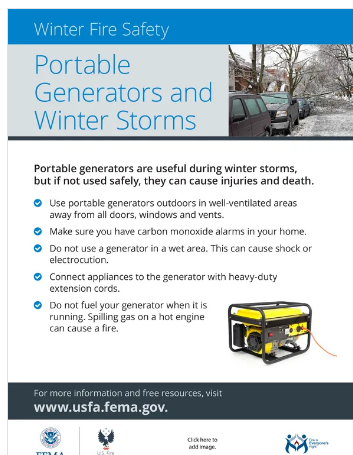 Winter Fire Safety
Portable
Generators and
Winter Storms
Portable generators are useful during winter storms,
but if not used safely, they can cause injuries and death.
Use portable generators outdoors in well-ventilated areas
away from all doors, windows and vents.
Make sure you have carbon monoxide alarms in your home.
Do not use a generator in a wet area. This can cause shock or
electrocution.
Connect appliances to the generator with heavy-duty
extension cords.
Do not fuel your generator when it is
running. Spilling gas on a hot engine
can cause a fire.
For more information and free resources, visit
www.usfa.fema.gov.
FEMA
U.S. Fire
Click here to
add image.
Fire is
Everyone's
Fight